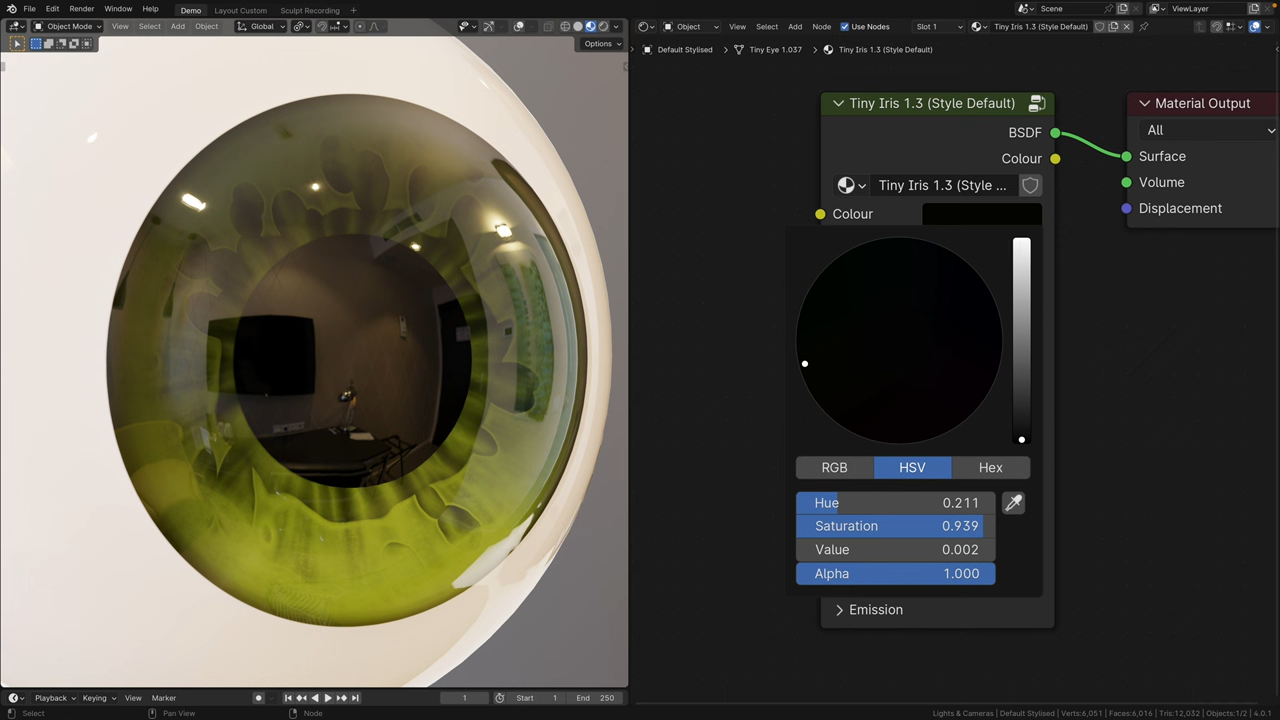 File Edit Render Window Help Demo Layout Custom Sculpt Recording + Scene ViewLayer
Object Mode View Select Add Object Global
Object View Select Add Node Use Nodes Slot 1 Tiny Iris 1.3 (Style Default)
Options
Default Stylised > Tiny Eye 1.037 > Tiny Iris 1.3 (Style Default)
Tiny Iris 1.3 (Style Default)
BSDF
Colour
Tiny Iris 1.3 (Style ...
Colour
RGB HSV Hex
Hue 0.211
Saturation 0.939
Value 0.002
Alpha 1.000
Emission
Material Output
All
Surface
Volume
Displacement
Playback Keying View Marker 1 Start 1 End 250
Select Pan View Node Lights & Cameras | Default Stylised | Verts:6,051 | Faces:6,016 | Tris:12,032 | Objects:1/2 | 4.0.1